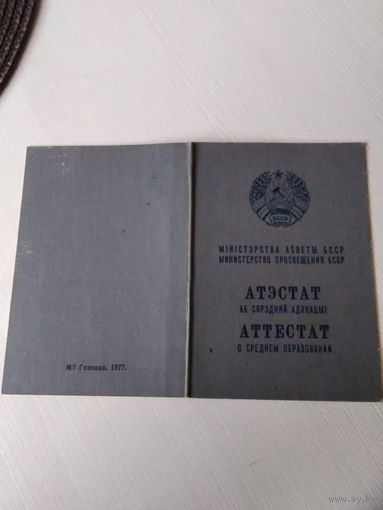 БССР
МІНІСТЭРСТВА АСВЕТЫ БССР
МИНИСТЕРСТВО ПРОСВЕЩЕНИЯ БССР
АТЭСТАТ
АБ СЯРЭДНЯЙ АДУКАЦЫІ
АТТЕСТАТ
О СРЕДНЕМ ОБРАЗОВАНИИ
МТ Гознака. 1977.
www.ay.by